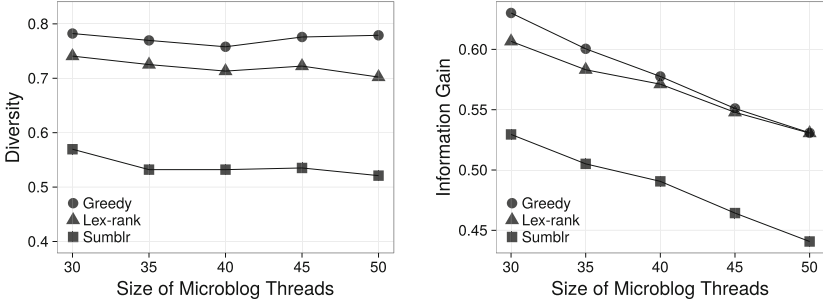 Diversity
0.8
0.7
0.6
0.5
0.4
Greedy
Lex-rank
Sumblr
30 35 40 45 50
Size of Microblog Threads
Information Gain
0.60
0.55
0.50
0.45
Greedy
Lex-rank
Sumblr
30 35 40 45 50
Size of Microblog Threads